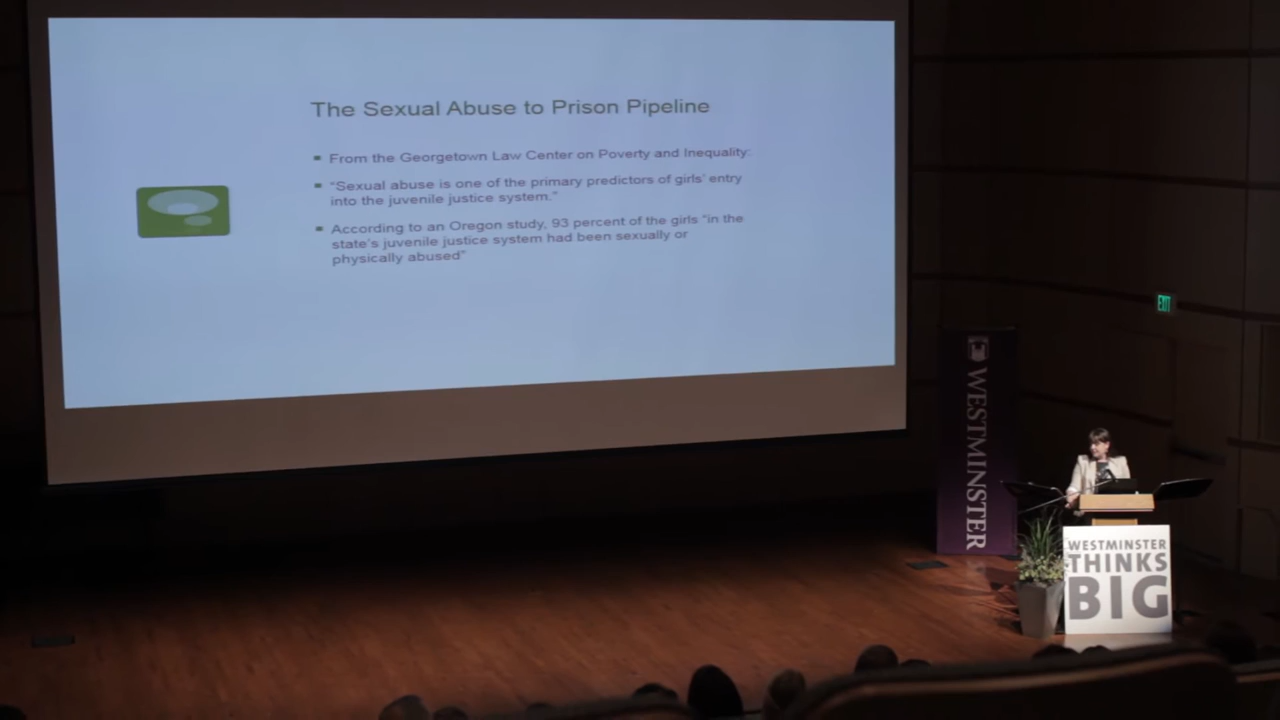 The Sexual Abuse to Prison Pipeline
From the Georgetown Law Center on Poverty and Inequality:
“Sexual abuse is one of the primary predictors of girls’ entry
into the juvenile justice system.”
According to an Oregon study, 93 percent of the girls “in the
state’s juvenile justice system had been sexually or
physically abused”
EXIT
WESTMINSTER
WESTMINSTER
THINKS
BIG